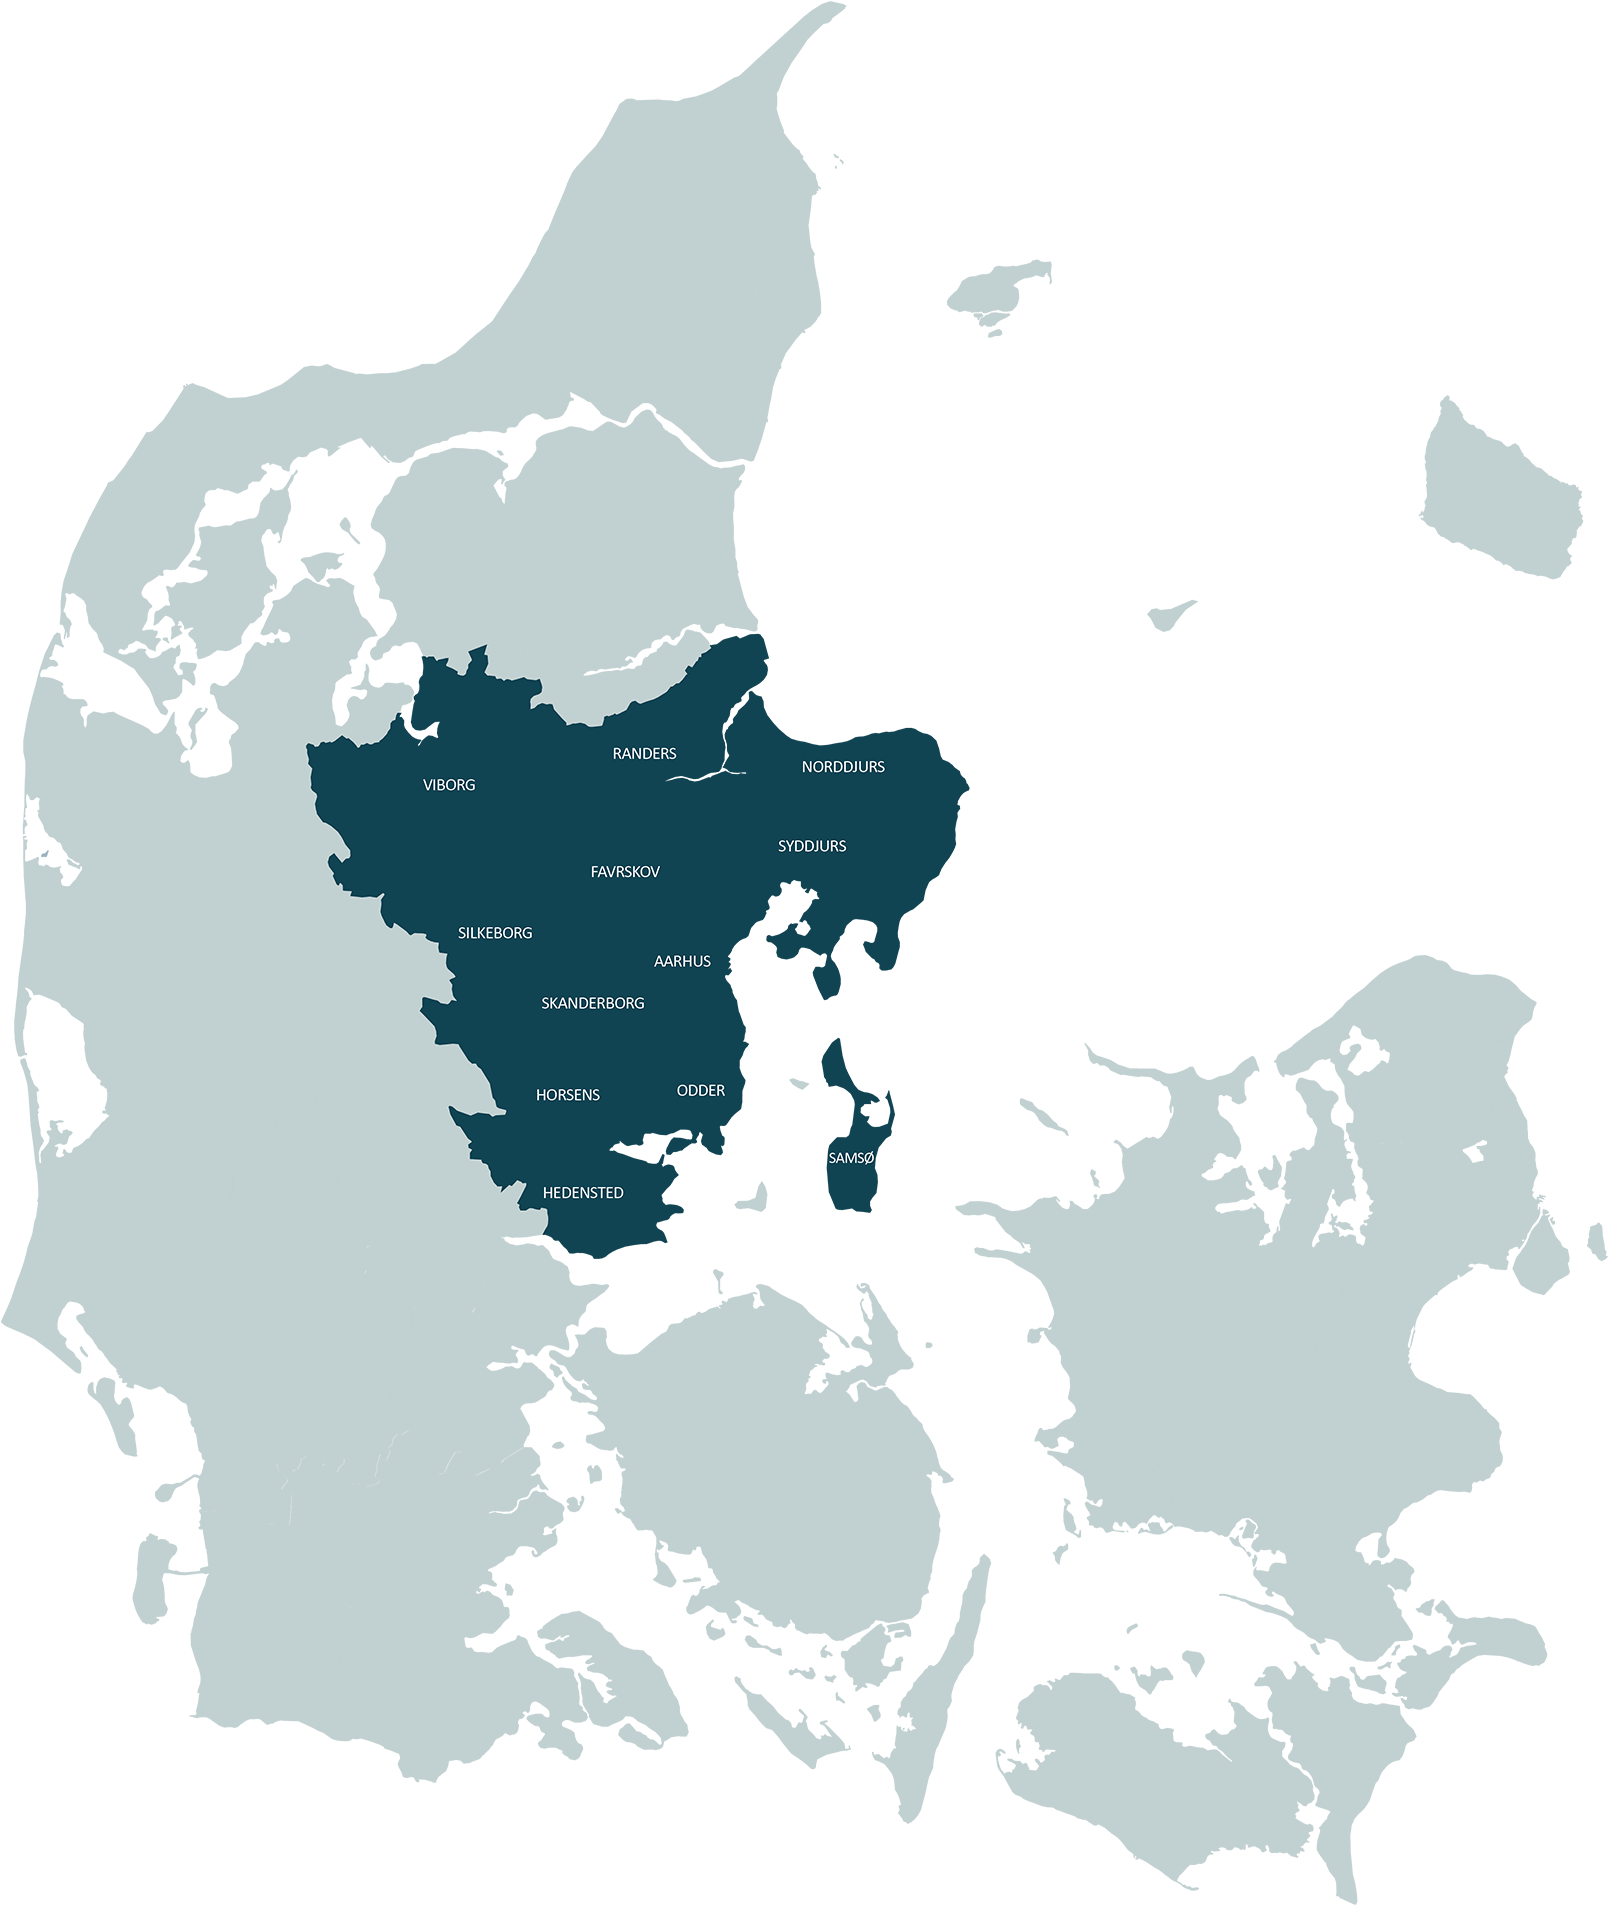 RANDERS
NORDDJURS
VIBORG
SYDDJURS
FAVRSKOV
SILKEBORG
AARHUS
SKANDERBORG
HORSENS
ODDER
SAMSØ
HEDENSTED